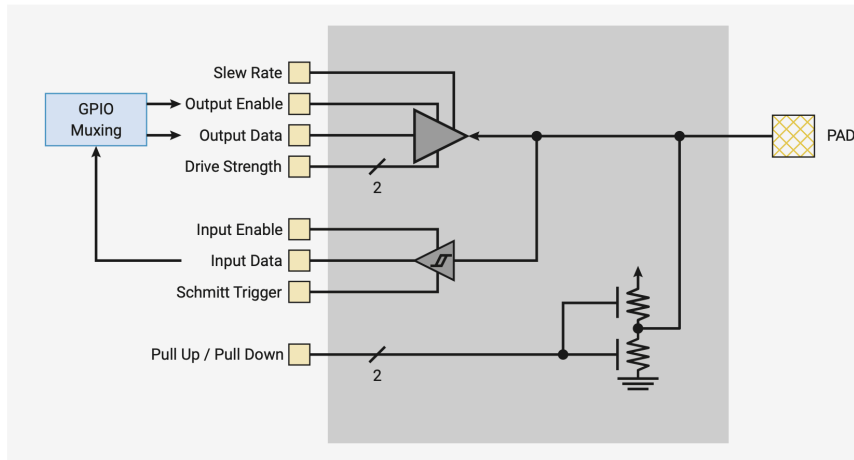 Slew Rate
GPIO
Muxing
Output Enable
Output Data
Drive Strength
2
PAD
Input Enable
Input Data
Schmitt Trigger
Pull Up / Pull Down
2